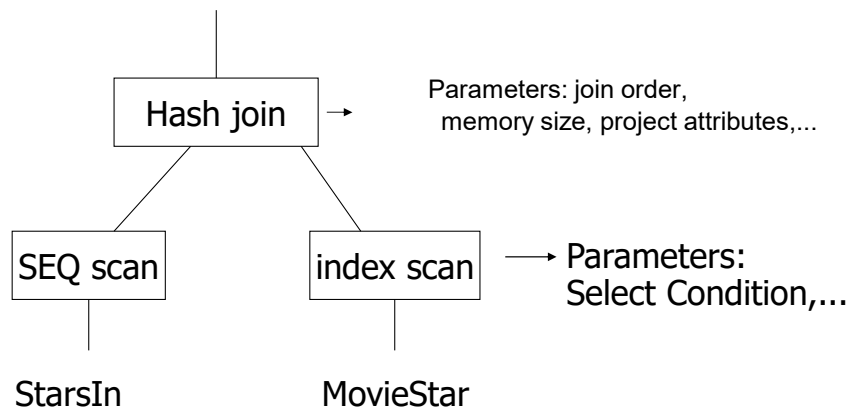 Hash join
Parameters: join order,
memory size, project attributes,...
SEQ scan
index scan
Parameters:
Select Condition,...
StarsIn
MovieStar